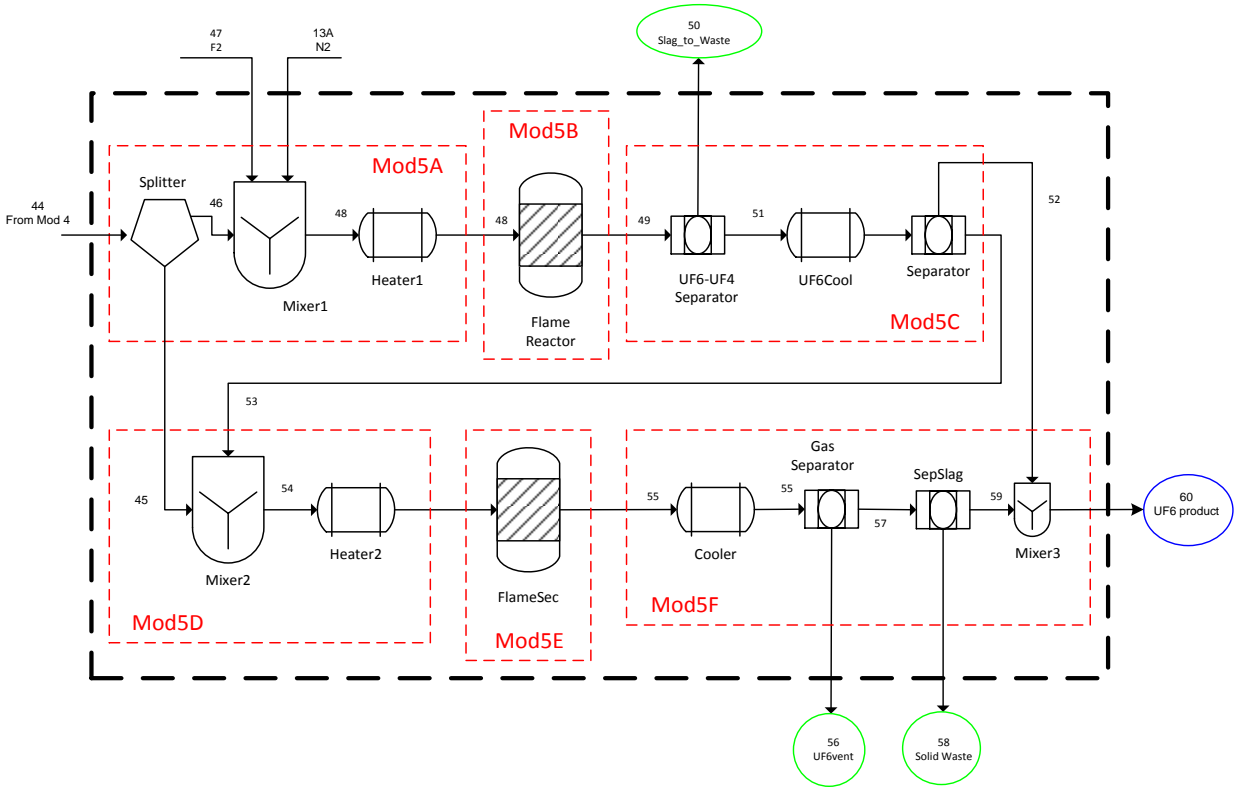 47
F2
13A
N2
50
Slag_to_Waste
Mod5B
Mod5A
Splitter
46
44
From Mod 4
48
48
49
51
52
Heater1
Mixer1
Flame
Reactor
UF6-UF4
Separator
UF6Cool
Separator
Mod5C
53
Gas
Separator
SepSlag
45
54
55
55
57
59
60
UF6 product
Mixer2
Heater2
FlameSec
Cooler
Mixer3
Mod5D
Mod5E
Mod5F
56
UF6vent
58
Solid Waste